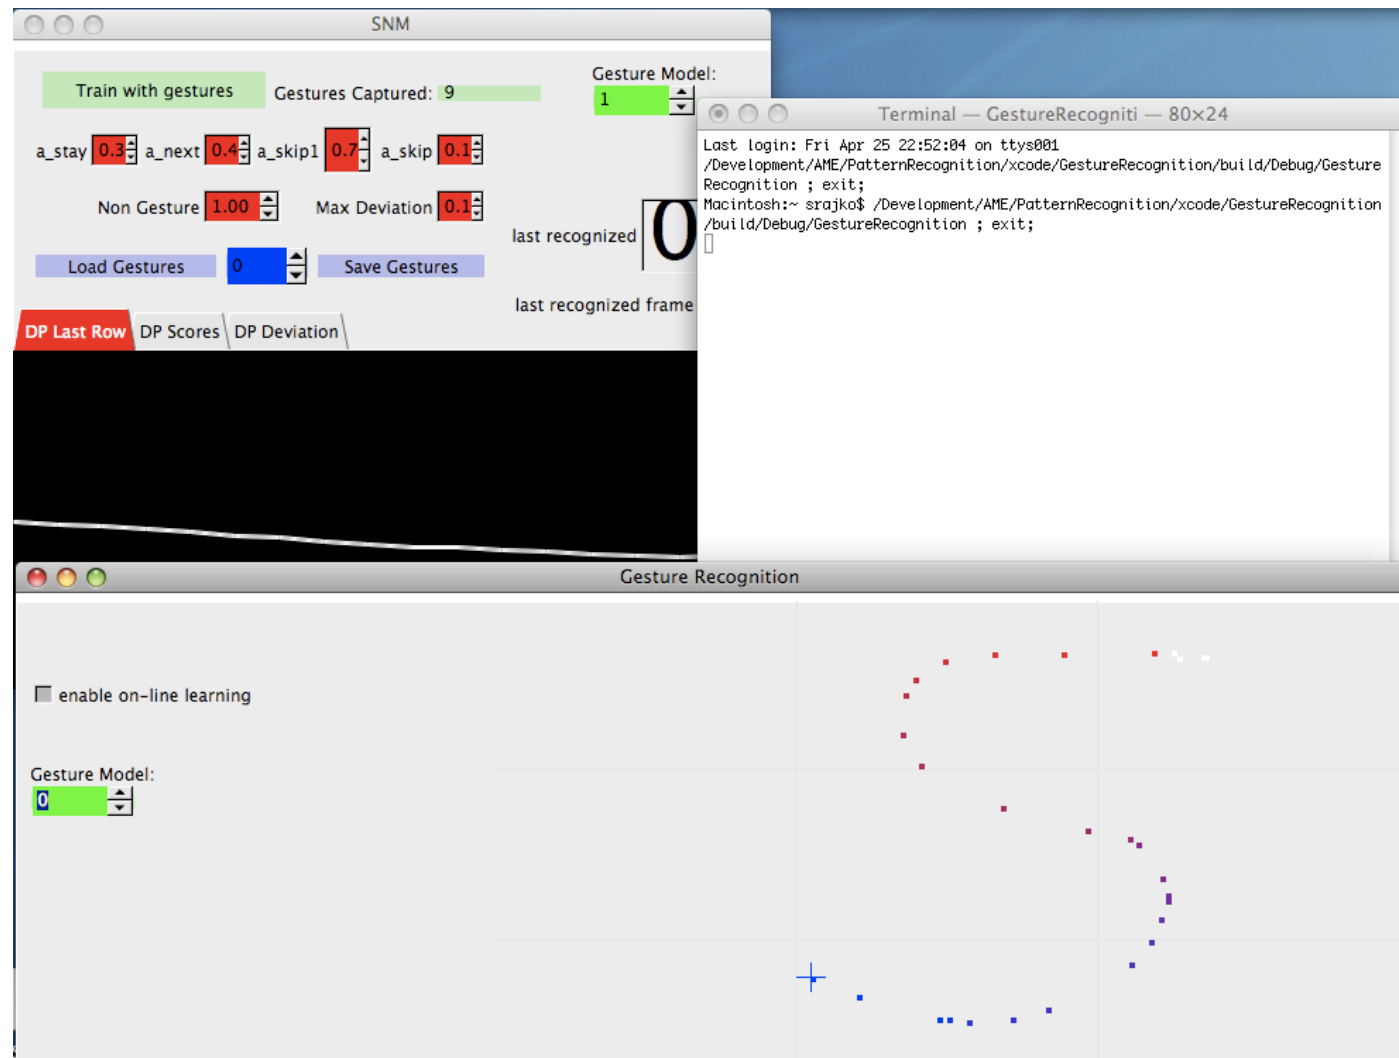 SNM
Train with gestures
Gestures Captured: 9
Gesture Model:
1
a_stay 0.3 a_next 0.4 a_skip1 0.7 a_skip 0.1
Non Gesture 1.00 Max Deviation 0.1
last recognized 0
Load Gestures 0 Save Gestures
last recognized frame
DP Last Row DP Scores DP Deviation
Terminal — GestureRecogniti — 80×24
Last login: Fri Apr 25 22:52:04 on ttys001
/Development/AME/PatternRecognition/xcode/GestureRecognition/build/Debug/Gesture
Recognition ; exit;
Macintosh:~ srajko$ /Development/AME/PatternRecognition/xcode/GestureRecognition
/build/Debug/GestureRecognition ; exit;
Gesture Recognition
enable on-line learning
Gesture Model:
0